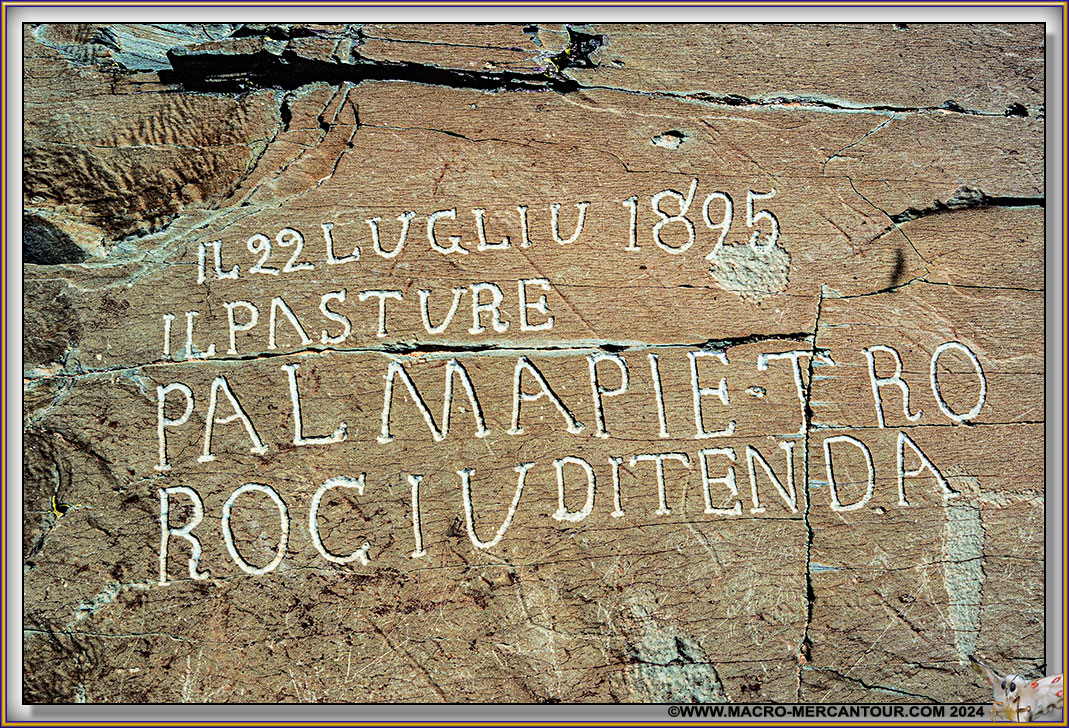 IL 22 LUGLIU 1895
IL PASTURE
PALMA PIETRO
ROCIU DI TENDA
©WWW.MACRO-MERCANTOUR.COM 2024